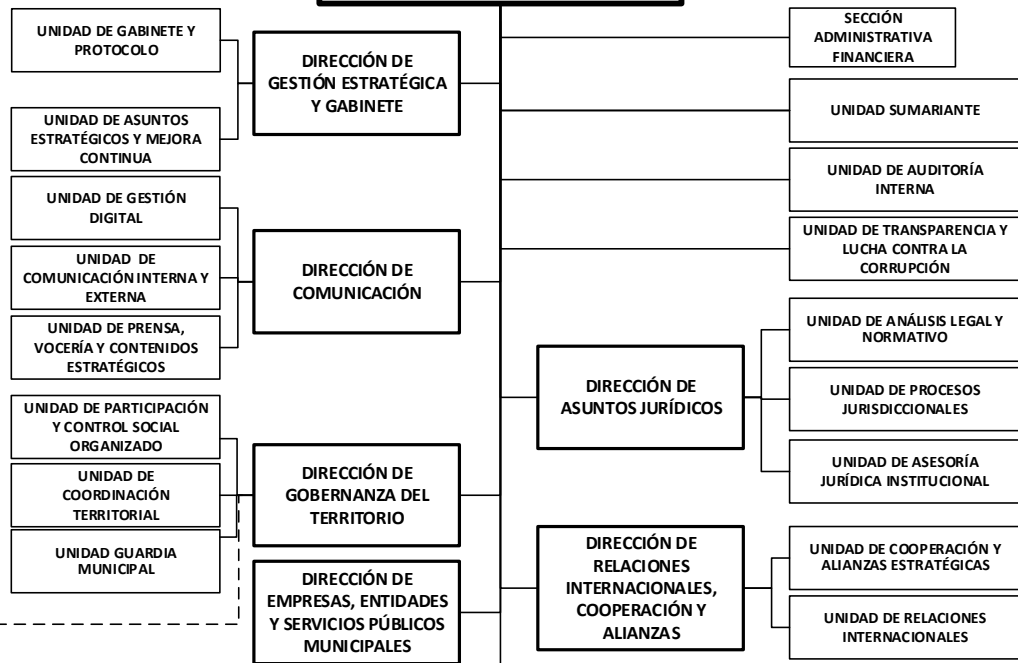 UNIDAD DE GABINETE Y
PROTOCOLO
UNIDAD DE ASUNTOS
ESTRATÉGICOS Y MEJORA
CONTINUA
DIRECCIÓN DE
GESTIÓN ESTRATÉGICA
Y GABINETE
UNIDAD DE GESTIÓN
DIGITAL
UNIDAD DE
COMUNICACIÓN INTERNA Y
EXTERNA
UNIDAD DE PRENSA,
VOCERÍA Y CONTENIDOS
ESTRATÉGICOS
DIRECCIÓN DE
COMUNICACIÓN
UNIDAD DE PARTICIPACIÓN
Y CONTROL SOCIAL
ORGANIZADO
UNIDAD DE
COORDINACIÓN
TERRITORIAL
UNIDAD GUARDIA
MUNICIPAL
DIRECCIÓN DE
GOBERNANZA DEL
TERRITORIO
DIRECCIÓN DE
EMPRESAS, ENTIDADES
Y SERVICIOS PÚBLICOS
MUNICIPALES
SECCIÓN
ADMINISTRATIVA
FINANCIERA
UNIDAD SUMARIANTE
UNIDAD DE AUDITORÍA
INTERNA
UNIDAD DE TRANSPARENCIA Y
LUCHA CONTRA LA
CORRUPCIÓN
DIRECCIÓN DE
ASUNTOS JURÍDICOS
UNIDAD DE ANÁLISIS LEGAL Y
NORMATIVO
UNIDAD DE PROCESOS
JURISDICCIONALES
UNIDAD DE ASESORÍA
JURÍDICA INSTITUCIONAL
DIRECCIÓN DE
RELACIONES
INTERNACIONALES,
COOPERACIÓN Y
ALIANZAS
UNIDAD DE COOPERACIÓN Y
ALIANZAS ESTRATÉGICAS
UNIDAD DE RELACIONES
INTERNACIONALES